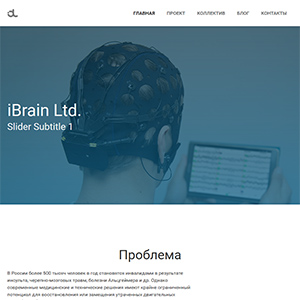 ГЛАВНАЯ ПРОЕКТ КОЛЛЕКТИВ БЛОГ КОНТАКТЫ
iBrain Ltd.
Slider Subtitle 1
Проблема
В России более 500 тысяч человек в год становятся инвалидами в результате
инсульта, черепно-мозговых травм, болезни Альцгеймера и др. Однако
современные медицинские и технические решения имеют крайне ограниченный
потенциал для восстановления или замещения утраченных двигательных